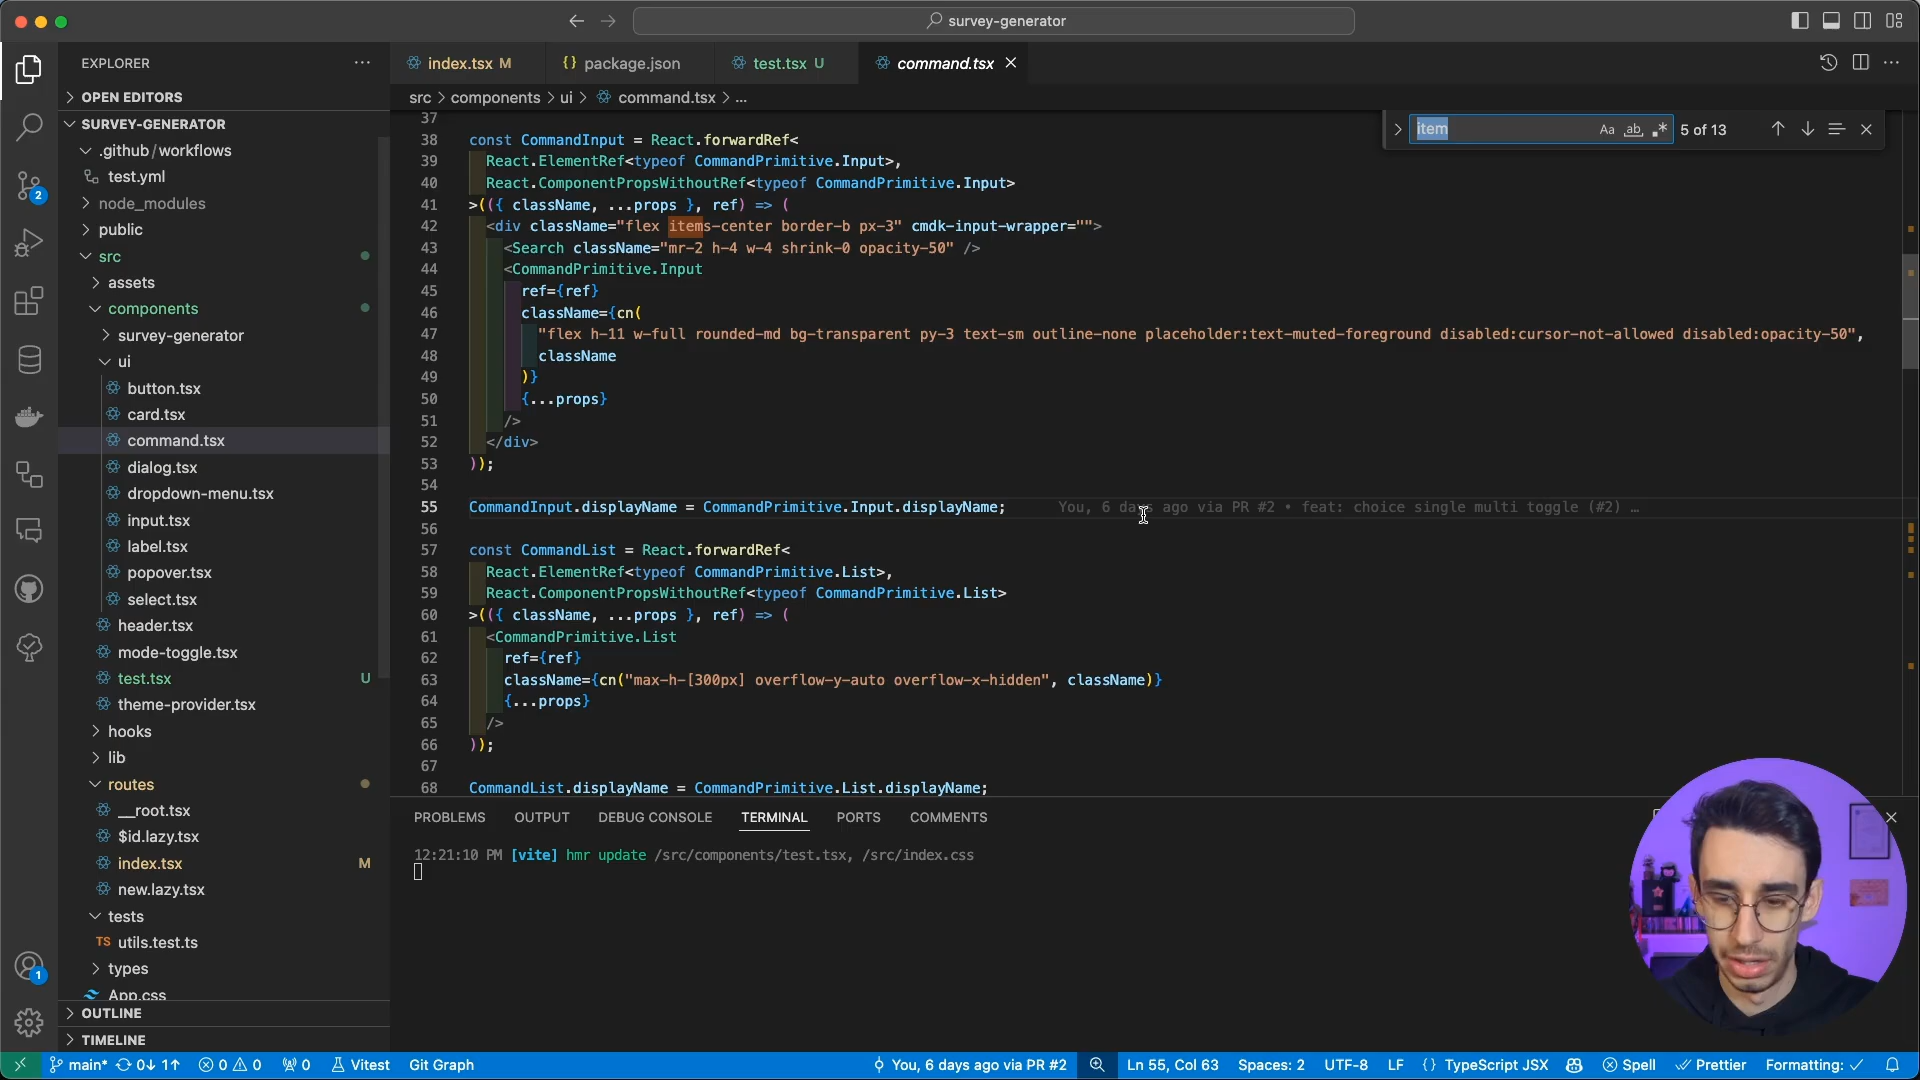 survey-generator
EXPLORER
OPEN EDITORS
SURVEY-GENERATOR
.github/workflows
test.yml
node_modules
public
src
assets
components
survey-generator
ui
button.tsx
card.tsx
command.tsx
dialog.tsx
dropdown-menu.tsx
input.tsx
label.tsx
popover.tsx
select.tsx
header.tsx
mode-toggle.tsx
test.tsx U
theme-provider.tsx
hooks
lib
routes
__root.tsx
$id.lazy.tsx
index.tsx M
new.lazy.tsx
tests
TS utils.test.ts
types
App.css
OUTLINE
TIMELINE
2
1
index.tsx M
{} package.json
test.tsx U
command.tsx
src > components > ui > command.tsx > ...
item Aa ab .* 5 of 13
37
38 const CommandInput = React.forwardRef<
39 React.ElementRef<typeof CommandPrimitive.Input>,
40 React.ComponentPropsWithoutRef<typeof CommandPrimitive.Input>
41 >(({ className, ...props }, ref) => (
42 <div className="flex items-center border-b px-3" cmdk-input-wrapper="">
43 <Search className="mr-2 h-4 w-4 shrink-0 opacity-50" />
44 <CommandPrimitive.Input
45 ref={ref}
46 className={cn(
47 "flex h-11 w-full rounded-md bg-transparent py-3 text-sm outline-none placeholder:text-muted-foreground disabled:cursor-not-allowed disabled:opacity-50",
48 className
49 )}
50 {...props}
51 />
52 </div>
53 ));
54
55 CommandInput.displayName = CommandPrimitive.Input.displayName; You, 6 days ago via PR #2 • feat: choice single multi toggle (#2) …
56
57 const CommandList = React.forwardRef<
58 React.ElementRef<typeof CommandPrimitive.List>,
59 React.ComponentPropsWithoutRef<typeof CommandPrimitive.List>
60 >(({ className, ...props }, ref) => (
61 <CommandPrimitive.List
62 ref={ref}
63 className={cn("max-h-[300px] overflow-y-auto overflow-x-hidden", className)}
64 {...props}
65 />
66 ));
67
68 CommandList.displayName = CommandPrimitive.List.displayName;
PROBLEMS OUTPUT DEBUG CONSOLE TERMINAL PORTS COMMENTS
12:21:10 PM [vite] hmr update /src/components/test.tsx, /src/index.css
main* 0↓ 1↑ 0 0 0 Vitest Git Graph You, 6 days ago via PR #2 Ln 55, Col 63 Spaces: 2 UTF-8 LF {} TypeScript JSX Spell Prettier Formatting: ✓